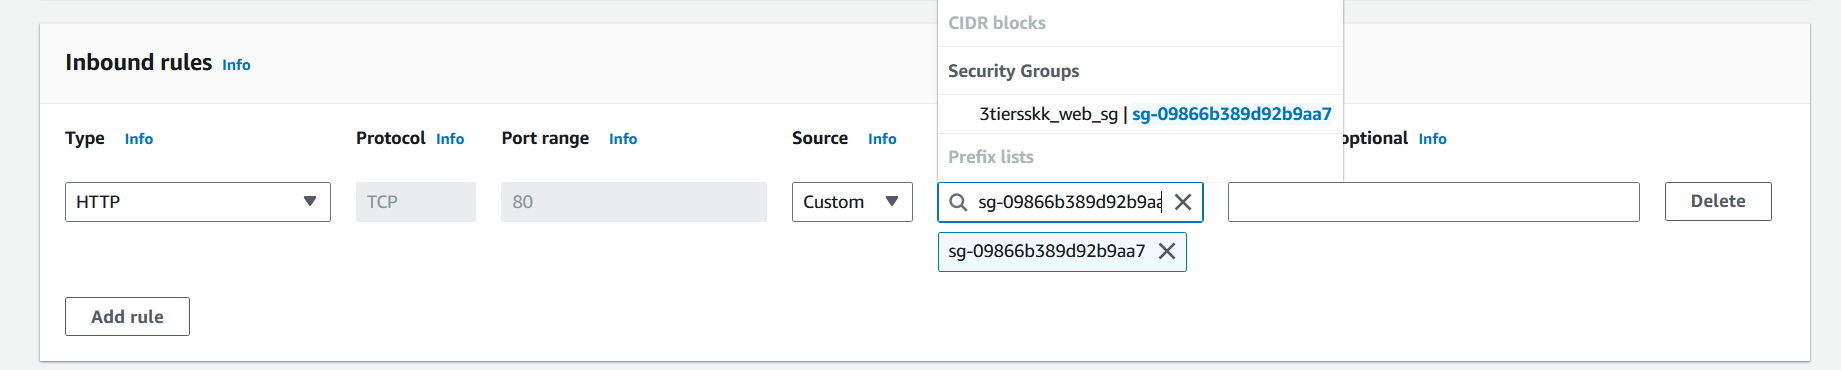 CIDR blocks
Inbound rules Info
Security Groups
3tiersskk_web_sg | sg-09866b389d92b9aa7
Type Info Protocol Info Port range Info Source Info optional Info
Prefix lists
HTTP TCP 80 Custom sg-09866b389d92b9aa Delete
sg-09866b389d92b9aa7
Add rule